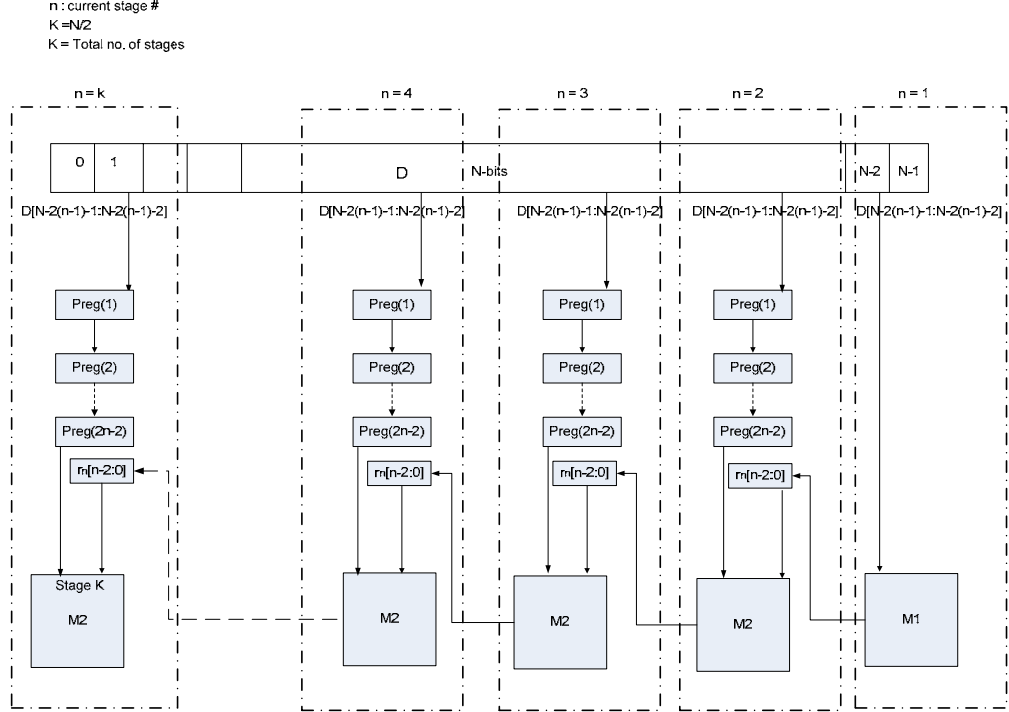 n : current stage #
K =N/2
K = Total no. of stages
n = k
n = 4
n = 3
n = 2
n = 1
0 1 D N-bits N-2 N-1
D[N-2(n-1)-1:N-2(n-1)-2] D[N-2(n-1)-1:N-2(n-1)-2] D[N-2(n-1)-1:N-2(n-1)-2] D[N-2(n-1)-1:N-2(n-1)-2] D[N-2(n-1)-1:N-2(n-1)-2]
Preg(1) Preg(1) Preg(1) Preg(1)
Preg(2) Preg(2) Preg(2) Preg(2)
Preg(2n-2) Preg(2n-2) Preg(2n-2) Preg(2n-2)
rn[n-2:0] rn[n-2:0] rn[n-2:0] rn[n-2:0]
Stage K
M2 M2 M2 M2 M1